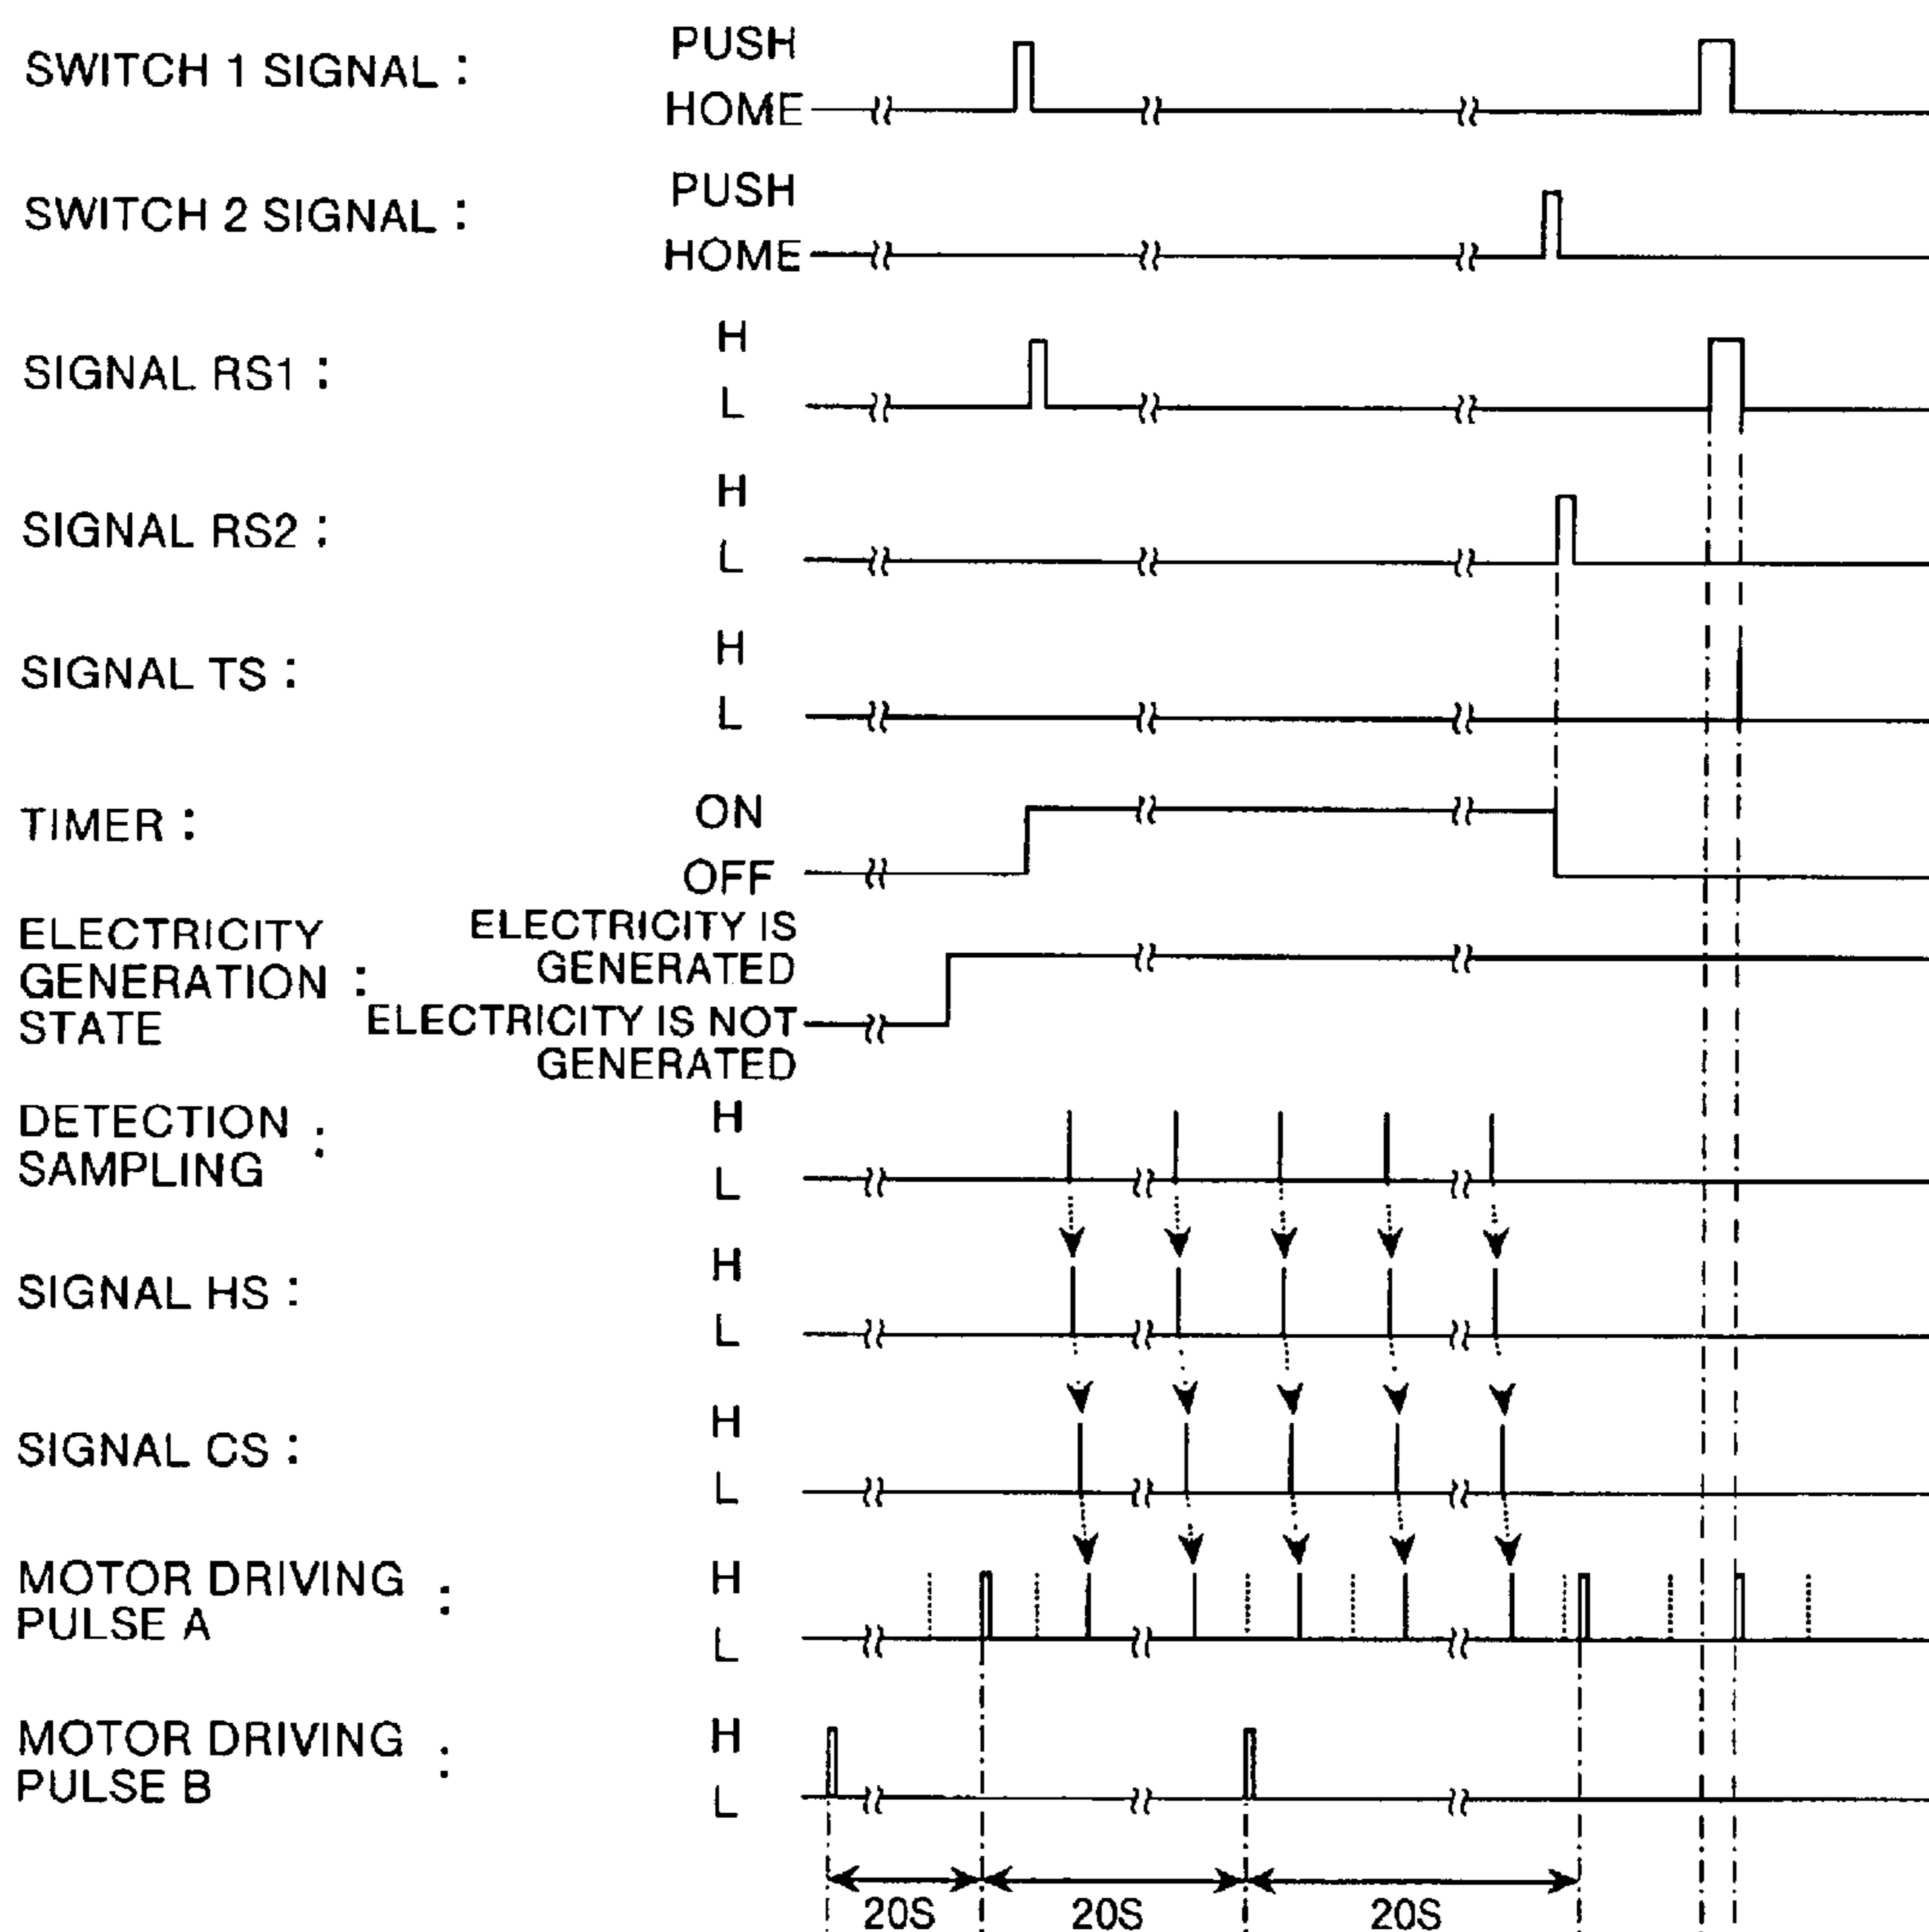 SWITCH 1 SIGNAL :
PUSH
HOME
SWITCH 2 SIGNAL :
PUSH
HOME
SIGNAL RS1 :
H
L
SIGNAL RS2 :
H
L
SIGNAL TS :
H
L
TIMER :
ON
OFF
ELECTRICITY
GENERATION :
STATE
ELECTRICITY IS
GENERATED
ELECTRICITY IS NOT
GENERATED
DETECTION :
SAMPLING
H
L
SIGNAL HS :
H
L
SIGNAL CS :
H
L
MOTOR DRIVING :
PULSE A
H
L
MOTOR DRIVING :
PULSE B
H
L
20S 20S 20S